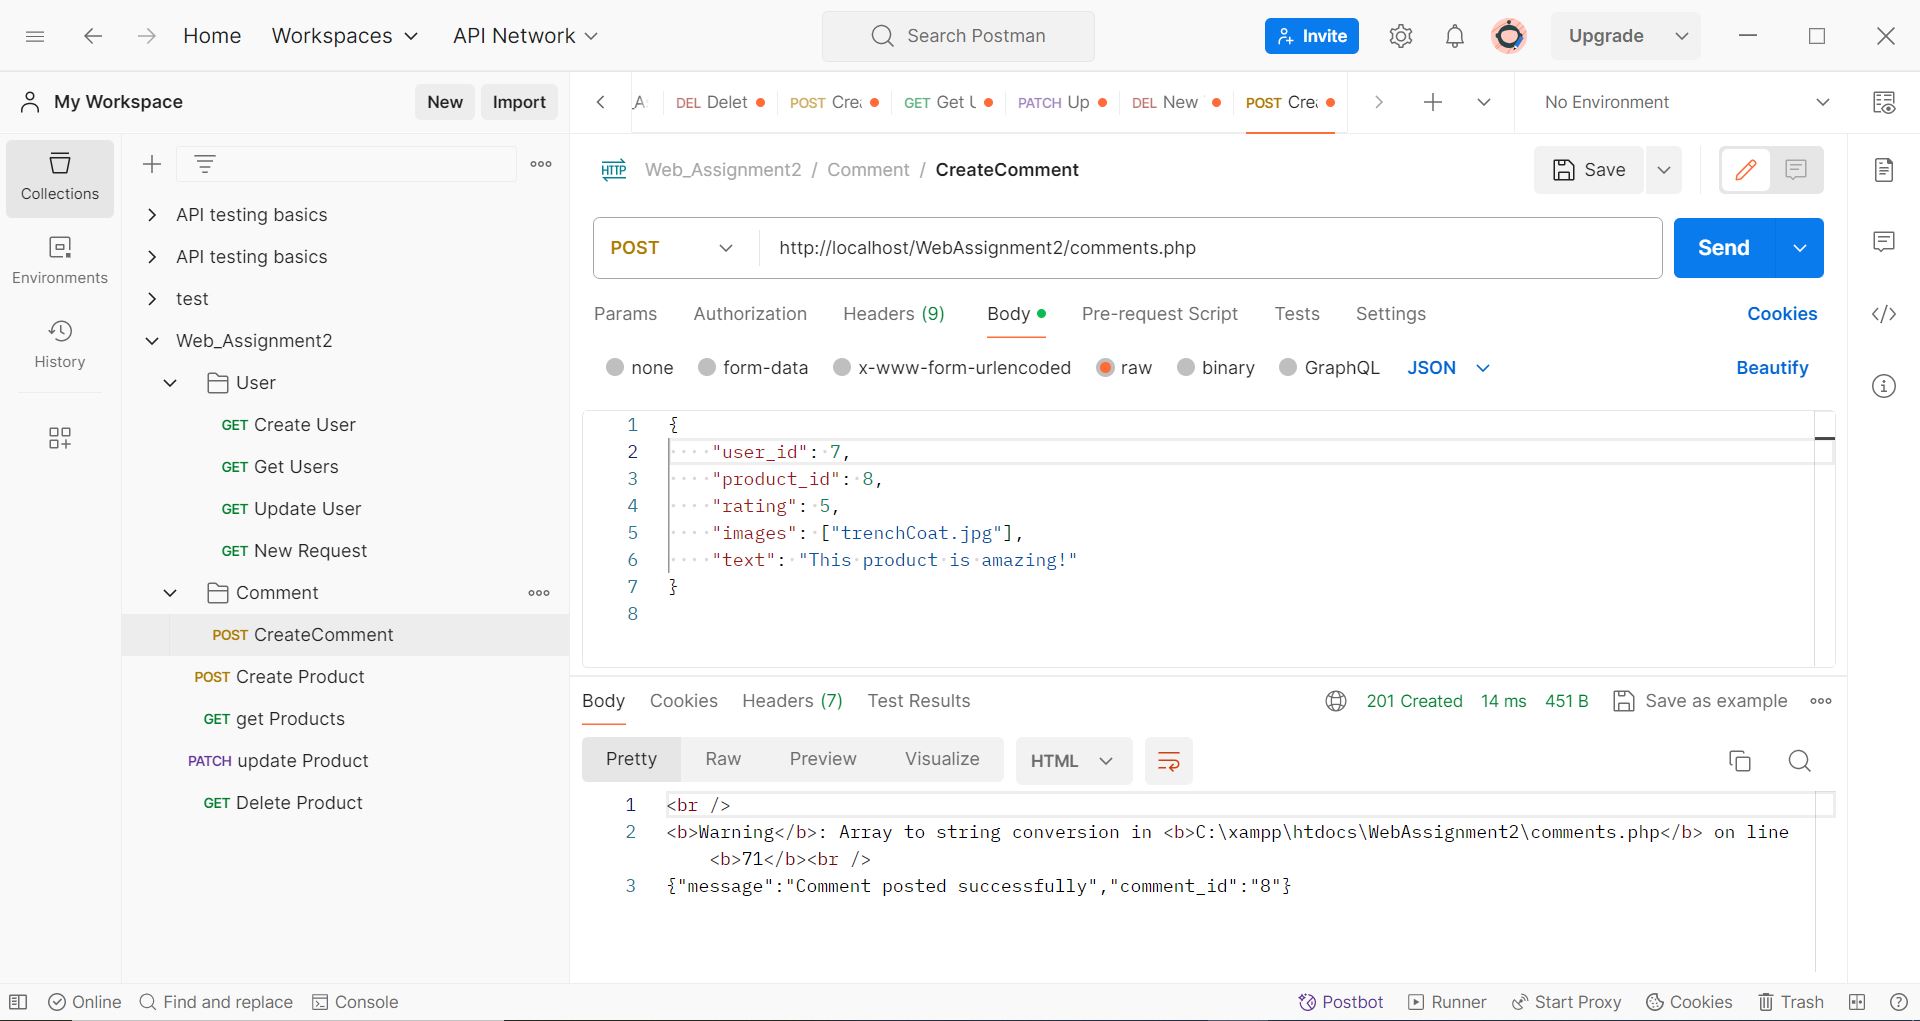 Home Workspaces API Network Search Postman Invite Upgrade
My Workspace New Import
DEL Delet POST Cre GET Get PATCH Up DEL New POST Cre No Environment
Collections
Environments
History
API testing basics
API testing basics
test
Web_Assignment2
User
GET Create User
GET Get Users
GET Update User
GET New Request
Comment
POST CreateComment
POST Create Product
GET get Products
PATCH update Product
GET Delete Product
HTTP Web_Assignment2 / Comment / CreateComment Save
POST http://localhost/WebAssignment2/comments.php Send
Params Authorization Headers (9) Body Pre-request Script Tests Settings Cookies
none form-data x-www-form-urlencoded raw binary GraphQL JSON Beautify
1 {
2 "user_id": 7,
3 "product_id": 8,
4 "rating": 5,
5 "images": ["trenchCoat.jpg"],
6 "text": "This product is amazing!"
7 }
8
Body Cookies Headers (7) Test Results 201 Created 14 ms 451 B Save as example
Pretty Raw Preview Visualize HTML
1 <br />
2 <b>Warning</b>: Array to string conversion in <b>C:\xampp\htdocs\WebAssignment2\comments.php</b> on line
<b>71</b><br />
3 {"message":"Comment posted successfully","comment_id":"8"}
Online Find and replace Console Postbot Runner Start Proxy Cookies Trash